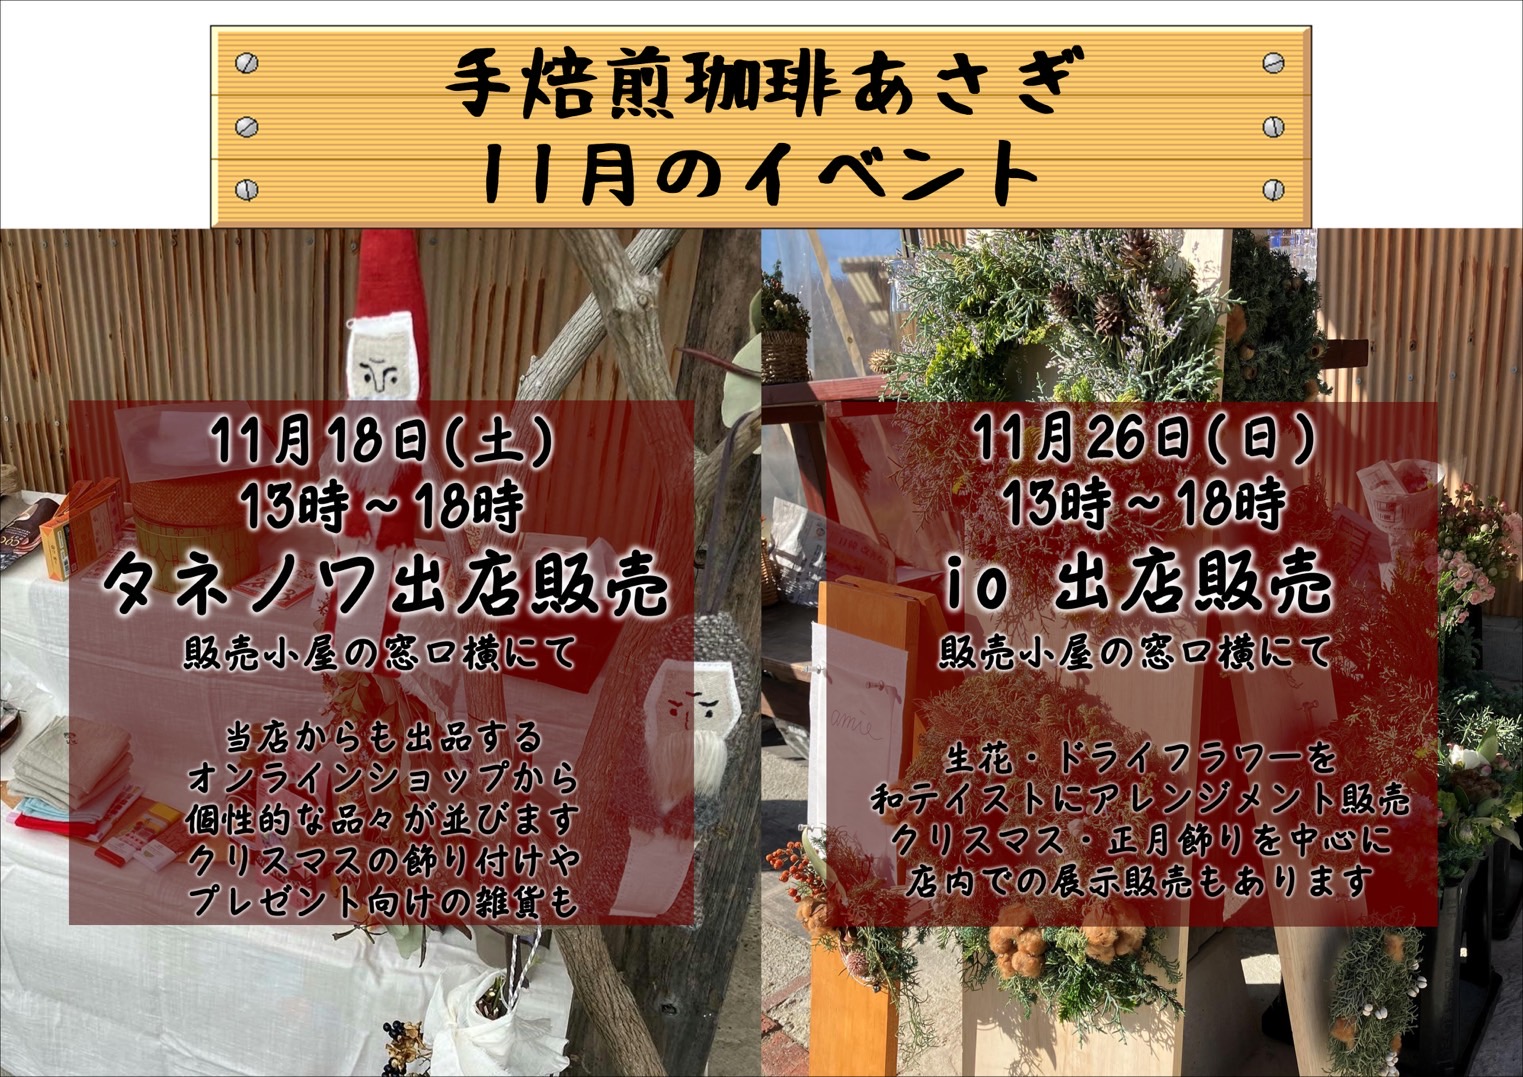 手焙煎珈琲あさぎ
11月のイベント
11月18日(土)
13時~18時
タネノワ出店販売
販売小屋の窓口横にて
当店からも出品する
オンラインショップから
個性的な品々が並びます
クリスマスの飾り付けや
プレゼント向けの雑貨も
11月26日(日)
13時~18時
io 出店販売
販売小屋の窓口横にて
生花・ドライフラワーを
和テイストにアレンジメント販売
クリスマス・正月飾りを中心に
店内での展示販売もあります
amie